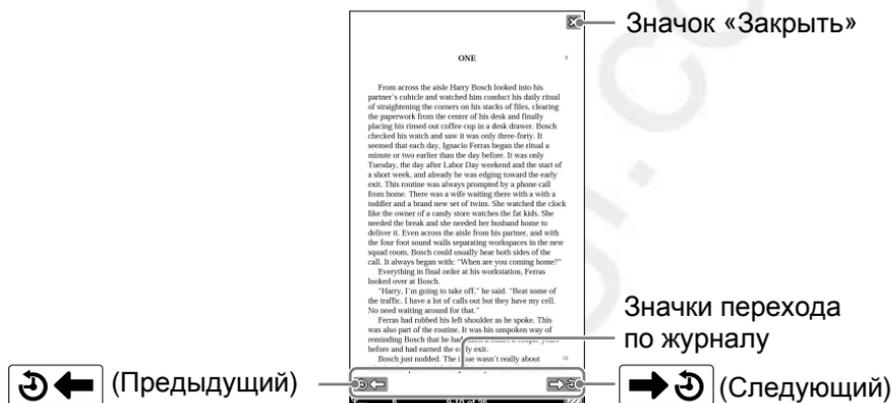 Значок «Закрыть»
ONE
9
From across the aisle Harry Bosch looked into his
partner's cubicle and watched him conduct his daily ritual
of straightening the corners on his stacks of files, clearing
the paperwork from the center of his desk and finally
placing his rinsed out coffee cup in a desk drawer. Bosch
checked his watch and saw it was only three-forty. It
seemed that each day, Ignacio Ferras began the ritual a
minute or two earlier than the day before. It was only
Tuesday, the day after Labor Day weekend and the start of
a short week, and already he was edging toward the early
exit. This routine was always prompted by a phone call
from home. There was a wife waiting there with a with a
toddler and a brand new set of twins. She watched the clock
like the owner of a candy store watches the fat kids. She
needed the break and she needed her husband home to
deliver it. Even across the aisle from his partner, and with
the four foot sound walls separating workspaces in the new
squad room, Bosch could usually hear both sides of the
call. It always began with: "When are you coming home?"
Everything in final order at his workstation, Ferras
looked over at Bosch.
"Harry, I'm going to take off," he said. "Beat some of
the traffic. I have a lot of calls out but they have my cell.
No need waiting around for that."
Ferras had rubbed his left shoulder as he spoke. This
was also part of the routine. It was his unspoken way of
reminding Bosch that he had a couple years
before and had earned the early exit.
Bosch just nodded. The issue wasn't really about
10
9-10 of 25
Значки перехода
по журналу
(Предыдущий)
(Следующий)